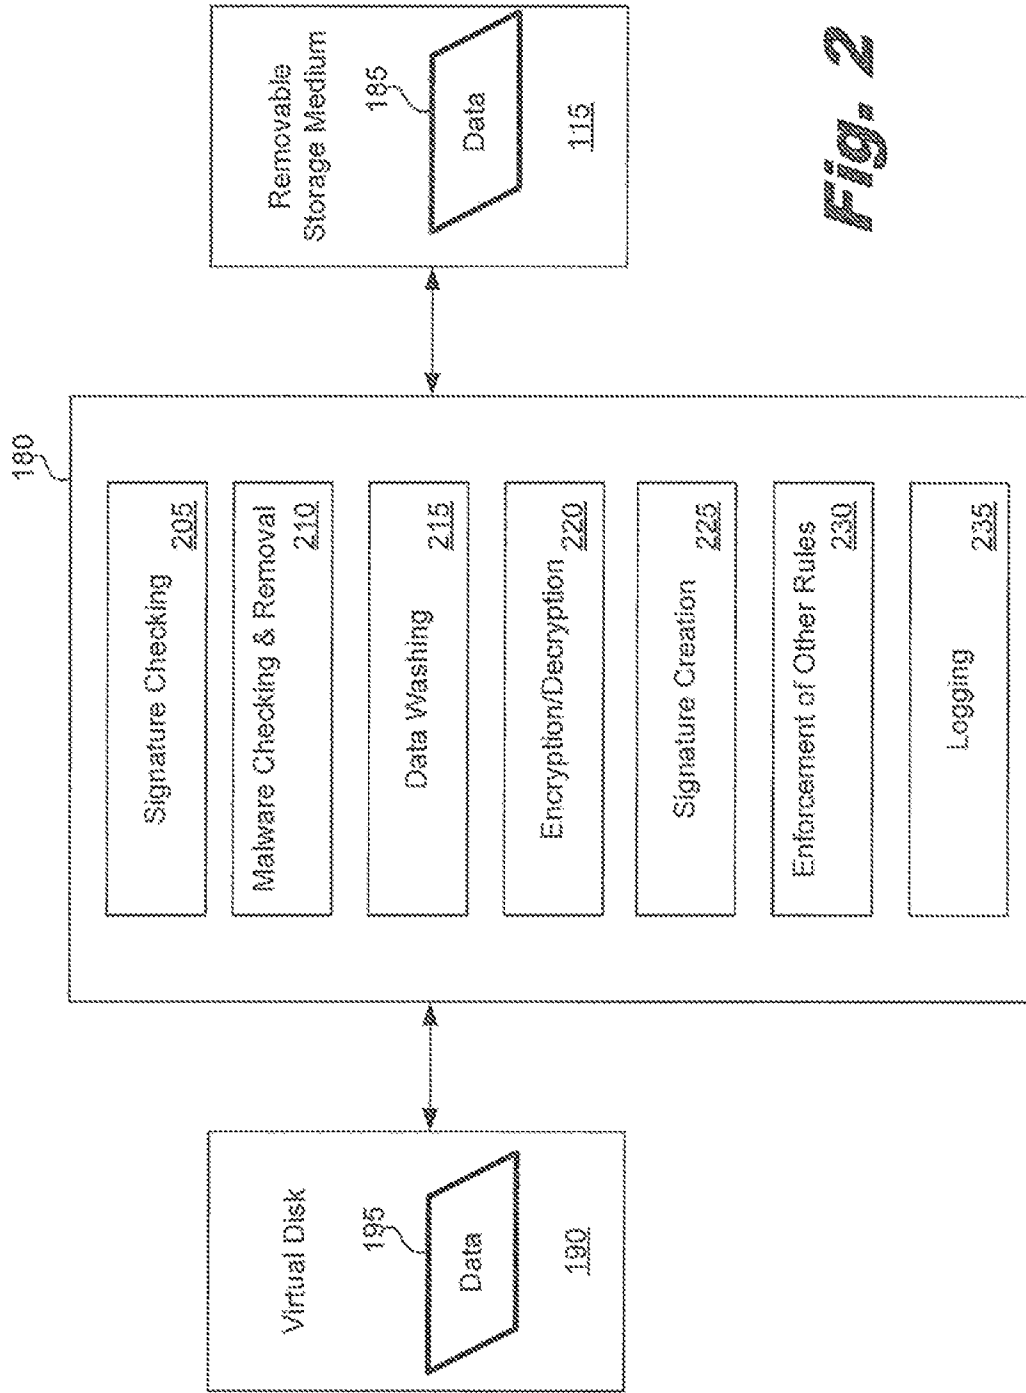 Virtual Disk
195
Data
190
180
Signature Checking
205
Malware Checking & Removal
210
Data Washing
215
Encryption/Decryption
220
Signature Creation
225
Enforcement of Other Rules
230
Logging
235
Removable
Storage Medium
185
Data
115
Fig. 2